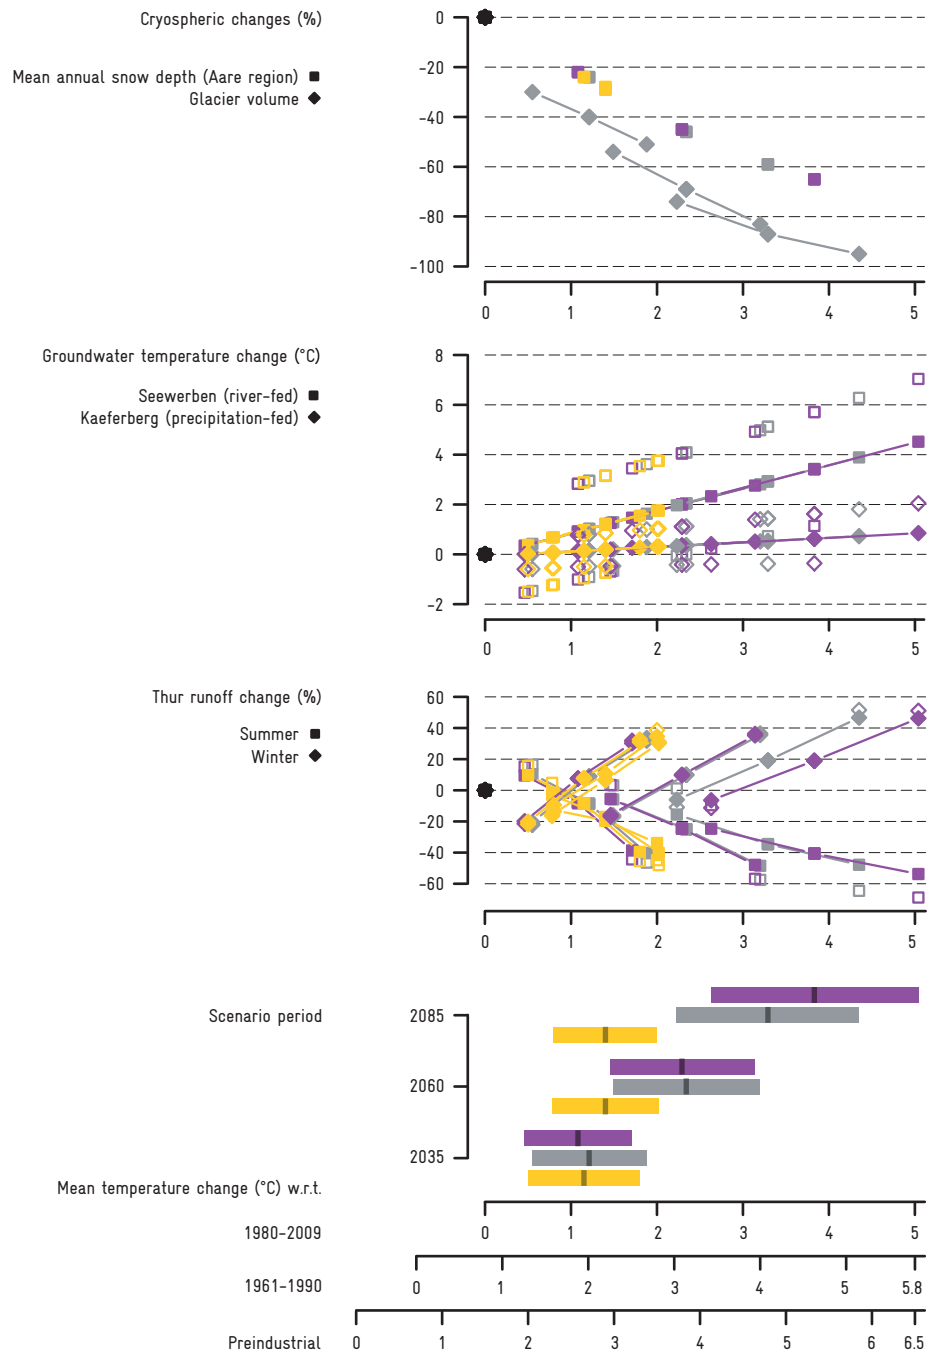 Cryospheric changes (%)
Mean annual snow depth (Aare region)
Glacier volume
0
-20
-40
-60
-80
-100
0 1 2 3 4 5
Groundwater temperature change (°C)
Seewerben (river-fed)
Kaeferberg (precipitation-fed)
8
6
4
2
0
-2
0 1 2 3 4 5
Thur runoff change (%)
Summer
Winter
60
40
20
0
-20
-40
-60
0 1 2 3 4 5
Scenario period
2085
2060
2035
Mean temperature change (°C) w.r.t.
1980-2009 0 1 2 3 4 5
1961-1990 0 1 2 3 4 5 5.8
Preindustrial 0 1 2 3 4 5 6 6.5